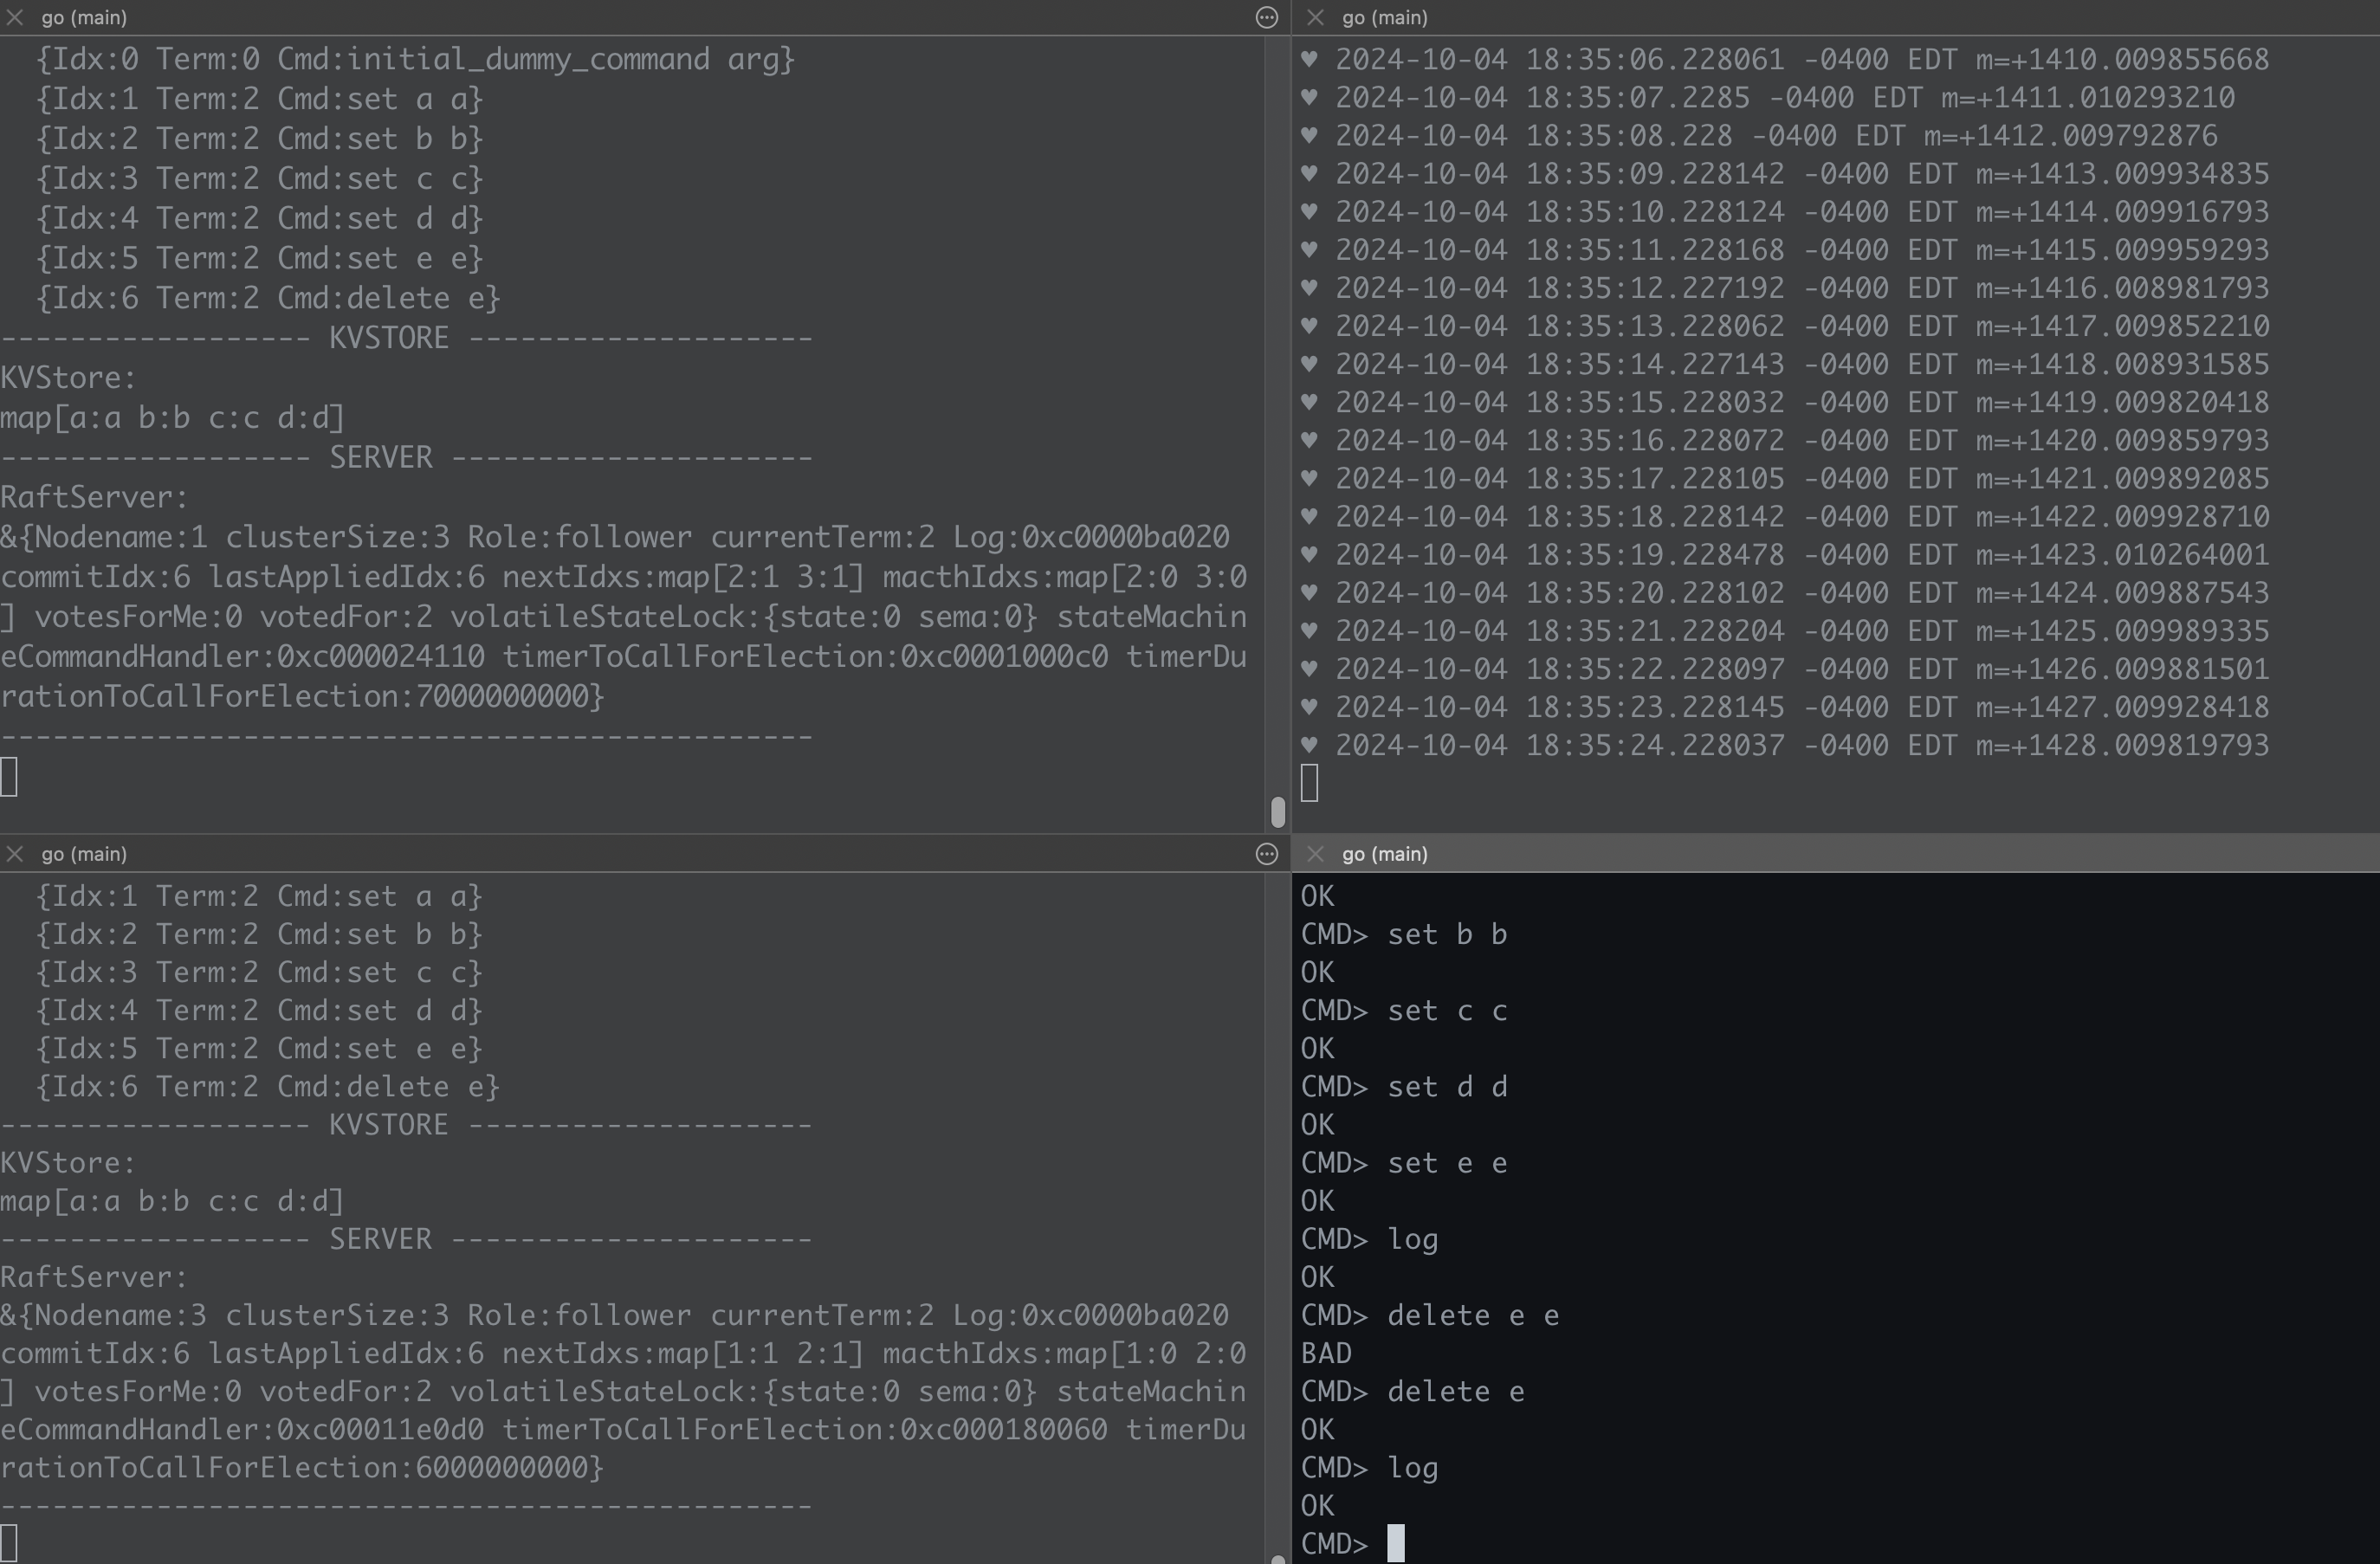 go (main)
{Idx:0 Term:0 Cmd:initial_dummy_command arg}
{Idx:1 Term:2 Cmd:set a a}
{Idx:2 Term:2 Cmd:set b b}
{Idx:3 Term:2 Cmd:set c c}
{Idx:4 Term:2 Cmd:set d d}
{Idx:5 Term:2 Cmd:set e e}
{Idx:6 Term:2 Cmd:delete e}
------------------ KVSTORE --------------------
KVStore:
map[a:a b:b c:c d:d]
------------------ SERVER ---------------------
RaftServer:
&{Nodename:1 clusterSize:3 Role:follower currentTerm:2 Log:0xc0000ba020
commitIdx:6 lastAppliedIdx:6 nextIdxs:map[2:1 3:1] macthIdxs:map[2:0 3:0
] votesForMe:0 votedFor:2 volatileStateLock:{state:0 sema:0} stateMachin
eCommandHandler:0xc000024110 timerToCallForElection:0xc0001000c0 timerDu
rationToCallForElection:7000000000}
-----------------------------------------------
go (main)
♥ 2024-10-04 18:35:06.228061 -0400 EDT m=+1410.009855668
♥ 2024-10-04 18:35:07.2285 -0400 EDT m=+1411.010293210
♥ 2024-10-04 18:35:08.228 -0400 EDT m=+1412.009792876
♥ 2024-10-04 18:35:09.228142 -0400 EDT m=+1413.009934835
♥ 2024-10-04 18:35:10.228124 -0400 EDT m=+1414.009916793
♥ 2024-10-04 18:35:11.228168 -0400 EDT m=+1415.009959293
♥ 2024-10-04 18:35:12.227192 -0400 EDT m=+1416.008981793
♥ 2024-10-04 18:35:13.228062 -0400 EDT m=+1417.009852210
♥ 2024-10-04 18:35:14.227143 -0400 EDT m=+1418.008931585
♥ 2024-10-04 18:35:15.228032 -0400 EDT m=+1419.009820418
♥ 2024-10-04 18:35:16.228072 -0400 EDT m=+1420.009859793
♥ 2024-10-04 18:35:17.228105 -0400 EDT m=+1421.009892085
♥ 2024-10-04 18:35:18.228142 -0400 EDT m=+1422.009928710
♥ 2024-10-04 18:35:19.228478 -0400 EDT m=+1423.010264001
♥ 2024-10-04 18:35:20.228102 -0400 EDT m=+1424.009887543
♥ 2024-10-04 18:35:21.228204 -0400 EDT m=+1425.009989335
♥ 2024-10-04 18:35:22.228097 -0400 EDT m=+1426.009881501
♥ 2024-10-04 18:35:23.228145 -0400 EDT m=+1427.009928418
♥ 2024-10-04 18:35:24.228037 -0400 EDT m=+1428.009819793
go (main)
{Idx:1 Term:2 Cmd:set a a}
{Idx:2 Term:2 Cmd:set b b}
{Idx:3 Term:2 Cmd:set c c}
{Idx:4 Term:2 Cmd:set d d}
{Idx:5 Term:2 Cmd:set e e}
{Idx:6 Term:2 Cmd:delete e}
------------------ KVSTORE --------------------
KVStore:
map[a:a b:b c:c d:d]
------------------ SERVER ---------------------
RaftServer:
&{Nodename:3 clusterSize:3 Role:follower currentTerm:2 Log:0xc0000ba020
commitIdx:6 lastAppliedIdx:6 nextIdxs:map[1:1 2:1] macthIdxs:map[1:0 2:0
] votesForMe:0 votedFor:2 volatileStateLock:{state:0 sema:0} stateMachin
eCommandHandler:0xc00011e0d0 timerToCallForElection:0xc000180060 timerDu
rationToCallForElection:6000000000}
-----------------------------------------------
go (main)
OK
CMD> set b b
OK
CMD> set c c
OK
CMD> set d d
OK
CMD> set e e
OK
CMD> log
OK
CMD> delete e e
BAD
CMD> delete e
OK
CMD> log
OK
CMD>